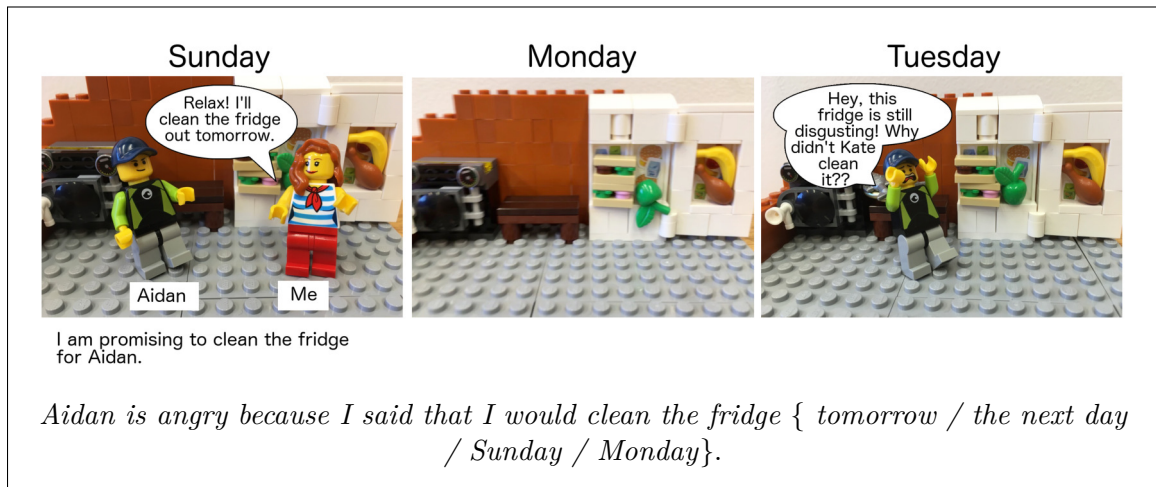 Sunday
Monday
Tuesday
Relax! I'll
clean the fridge
out tomorrow.
Hey, this
fridge is still
disgusting! Why
didn't Kate
clean
it??
Aidan
Me
I am promising to clean the fridge
for Aidan.
Aidan is angry because I said that I would clean the fridge { tomorrow / the next day
/ Sunday / Monday}.